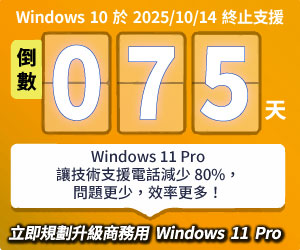 Windows 10 於 2025/10/14 終止支援
倒數
075
天
Windows 11 Pro
讓技術支援電話減少 80%，
問題更少，效率更多！
立即規劃升級商務用 Windows 11 Pro